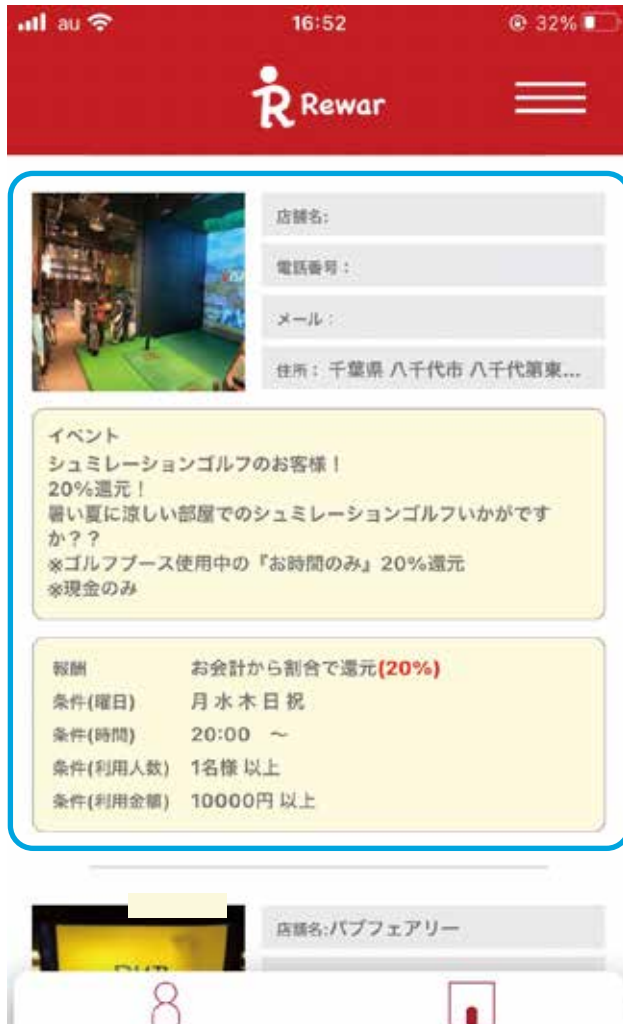 au 16:52 32%
Rewar
店舗名:
電話番号：
メール：
住所：千葉県 八千代市 八千代第東...
イベント
シュミレーションゴルフのお客様！
20%還元！
暑い夏に涼しい部屋でのシュミレーションゴルフいかがです
か？？
※ゴルフブース使用中の『お時間のみ』20%還元
※現金のみ
報酬 お会計から割合で還元(20%)
条件(曜日) 月 水 木 日 祝
条件(時間) 20:00 ～
条件(利用人数) 1名様 以上
条件(利用金額) 10000円 以上
店舗名:パブフェアリー